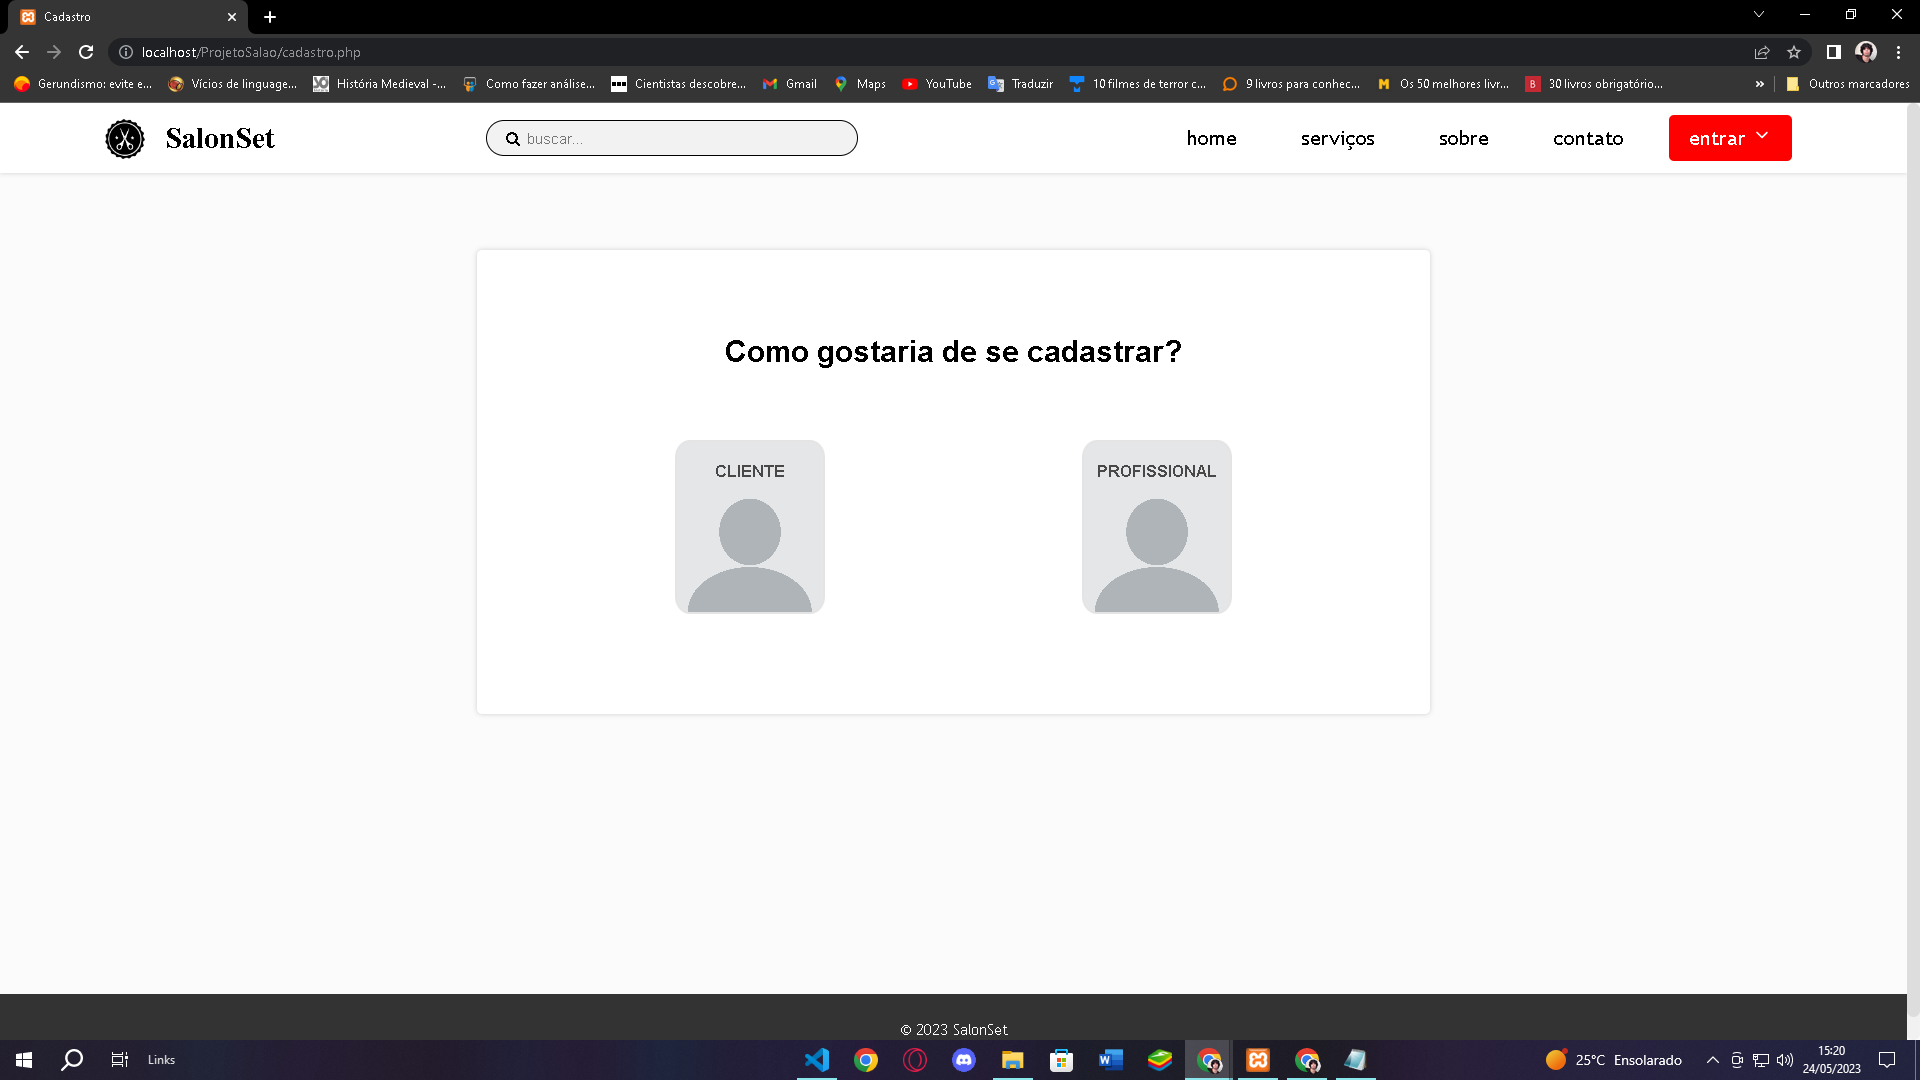 Cadastro
localhost/ProjetoSalao/cadastro.php
Gerundismo: evite e... Vícios de linguage... História Medieval -... Como fazer análise... Cientistas descobre... Gmail Maps YouTube Traduzir 10 filmes de terror c... 9 livros para conhec... Os 50 melhores livr... 30 livros obrigatório... » Outros marcadores
SalonSet buscar... home serviços sobre contato entrar
Como gostaria de se cadastrar?
CLIENTE PROFISSIONAL
© 2023 SalonSet
Links 25°C Ensolarado 15:20
24/05/2023